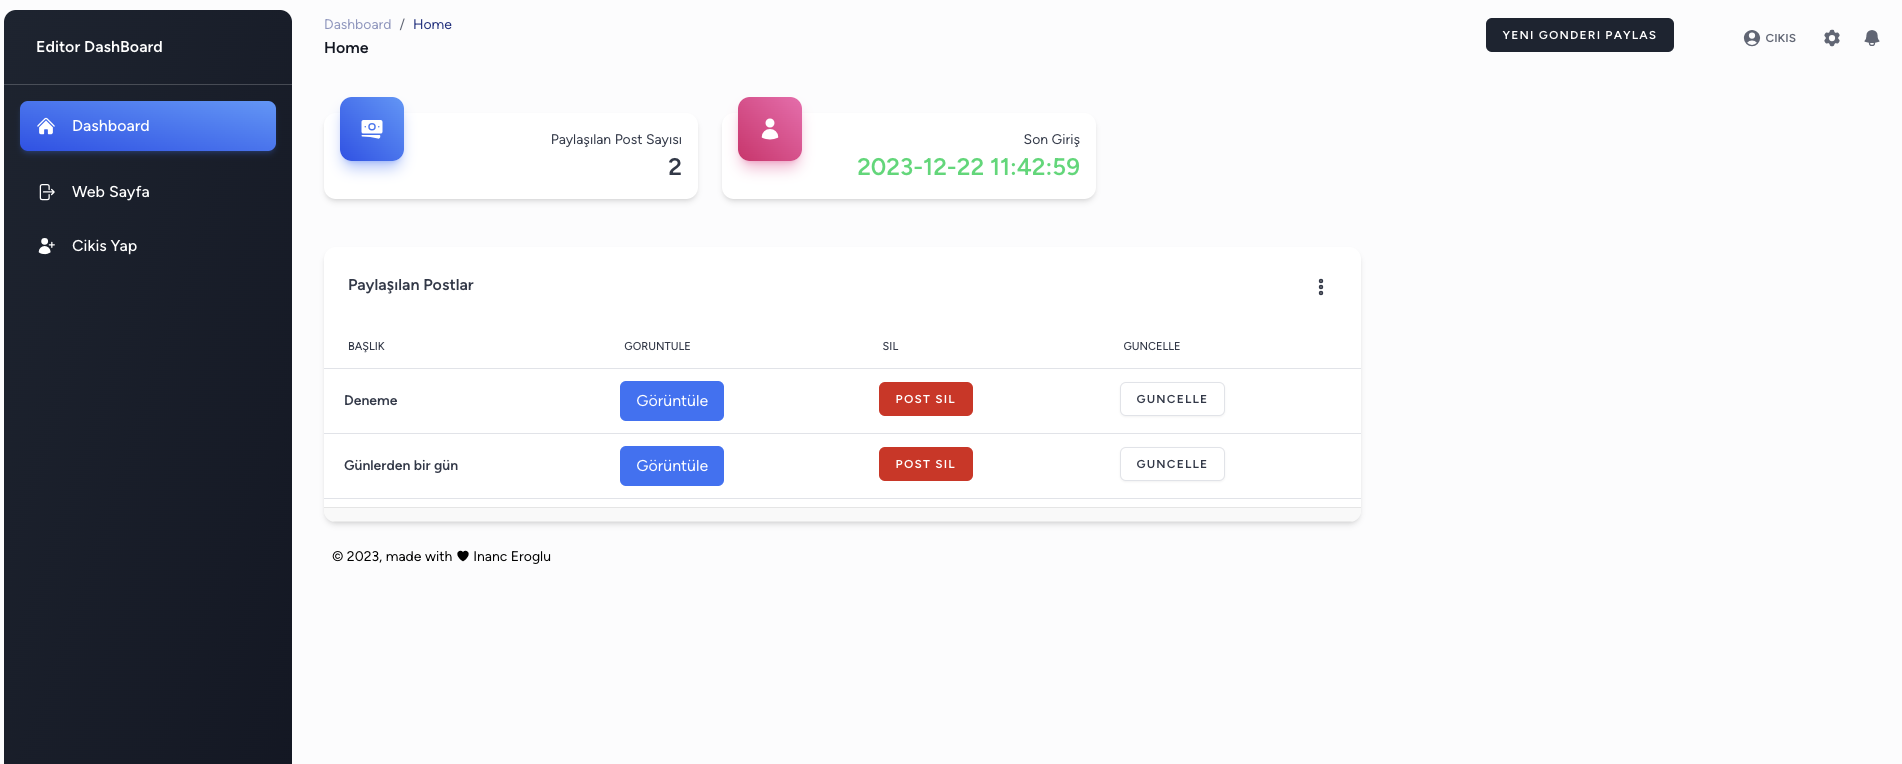 Editor DashBoard
Dashboard
Web Sayfa
Cikis Yap
Dashboard / Home
Home
YENI GONDERI PAYLAS
CIKIS
Paylaşılan Post Sayısı
2
Son Giriş
2023-12-22 11:42:59
Paylaşılan Postlar
BAŞLIK GORUNTULE SIL GUNCELLE
Deneme Görüntüle POST SIL GUNCELLE
Günlerden bir gün Görüntüle POST SIL GUNCELLE
© 2023, made with ♥ Inanc Eroglu